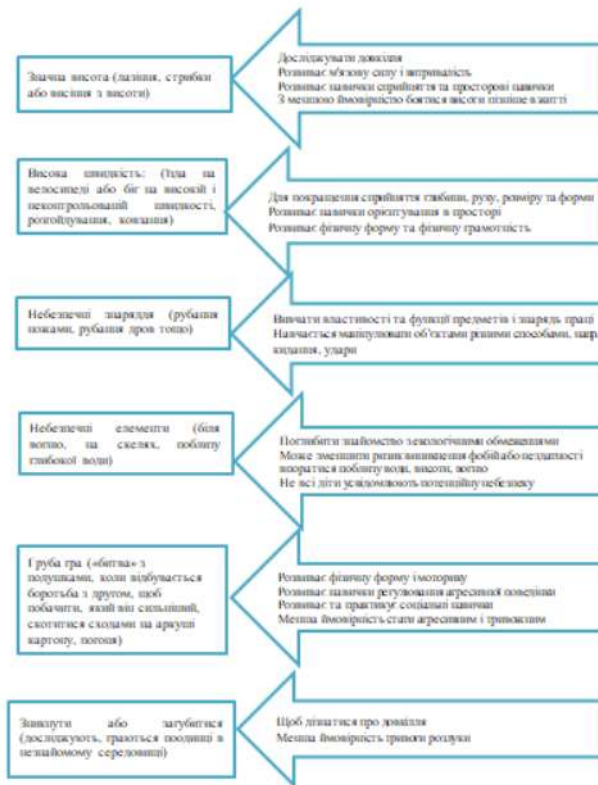 Значна висота (лазіння, стрибки
або висіння з висоти)
Досліджувати довкілля
Розвиває м'язову силу і витривалість
Розвиває навички сприйняття та просторові навички
З меншою ймовірністю боятися висоти пізніше в житті
Висока швидкість: (їзда на
велосипеді або біг на високій і
неконтрольованій швидкості,
розгойдування, ковзання)
Для покращення сприйняття глибини, руху, розміру та форми
Розвиває навички орієнтування в просторі
Розвиває фізичну форму та фізичну грамотність
Небезпечні знаряддя (рубання
ножами, рубання дров тощо)
Вивчати властивості та функції предметів і знарядь праці
Навчається маніпулювати об'єктами різними способами, напр
кидання, удари
Небезпечні елементи (біля
вогню, на скелях, поблизу
глибокої води)
Поглибити знайомство з екологічними обмеженнями
Може зменшити ризик виникнення фобій або нездатності
впоратися поблизу води, висоти, вогню
Не всі діти усвідомлюють потенційну небезпеку
Груба гра («битва» з
подушками, коли відбувається
боротьба з другом, щоб
побачити, який він сильніший,
скотитися сходами на аркуші
картону, погоня)
Розвиває фізичну форму і моторику
Розвиває навички регулювання агресивної поведінки
Розвиває та практикує соціальні навички
Менша ймовірність стати агресивним і тривожним
Зникнути або загубитися
(досліджують, граються поодинці в
незнайомому середовищі)
Щоб дізнатися про довкілля
Менша ймовірність тривоги розлуки